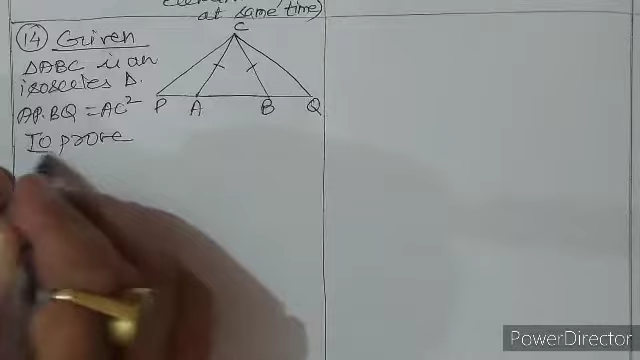 at same time)
(14) Given
C
ΔABC is an
isosceles Δ.
AP.BQ = AC²
P A B Q
To prove
PowerDirector